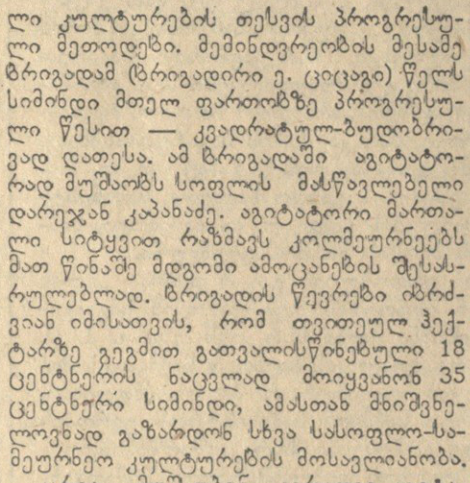 ლი კულტურების თესვის პროგრესუ-
ლი მეთოდები. მემინდვრეობის მესამე
ბრიგადამ (ბრიგადირი ე. ციცაგი) წელს
სიმინდი მთელ ფართობზე პროგრესუ-
ლი წესით — კვადრატულ-ბუდობრი-
ვად დათესა. ამ ბრიგადაში აგიტატო-
რად მუშაობს სოფლის მასწავლებელი
დარეჯან კაპანაძე. აგიტატორი მართა-
ლი სიტყვით რაზმავს კოლმეურნეებს
მათ წინაშე მდგომი ამოცანების შესას-
რულებლად. ბრიგადის წევრები იბრძ-
ვიან იმისათვის, რომ თვითეულ ჰექ-
ტარზე გეგმით გათვალისწინებული 18
ცენტნერის ნაცვლად მოიყვანონ 35
ცენტნერი სიმინდი, ამასთან მნიშვნე-
ლოვნად გაზარდონ სხვა სასოფლო-სა-
მეურნეო კულტურების მოსავლიანობა.